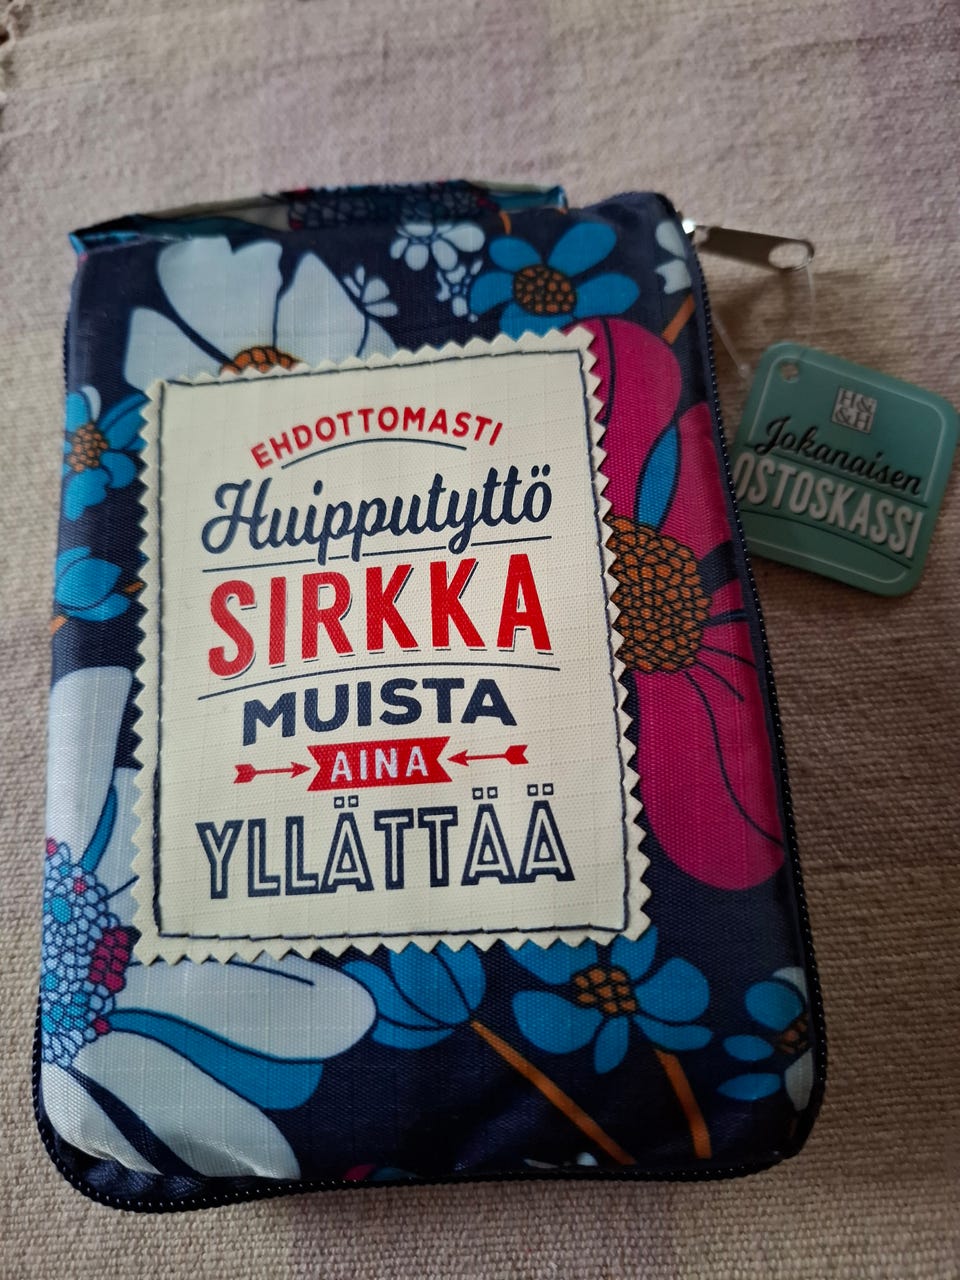 EHDOTTOMASTI
Huipputyttö
SIRKKA
MUISTA
AINA
YLLÄTTÄÄ
H&H
Jokanaisen
OSTOSKASSI